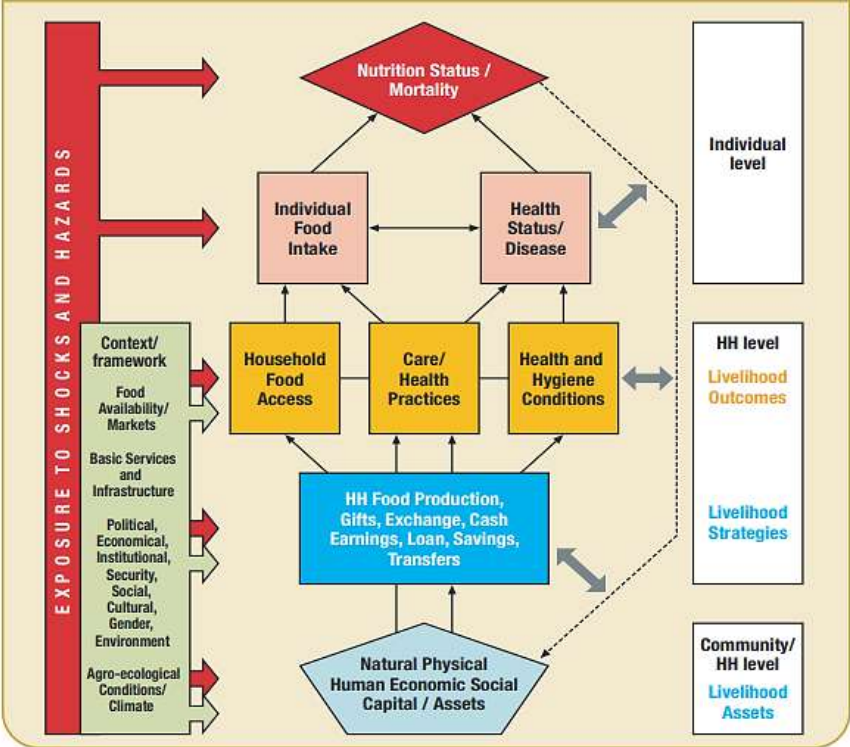 EXPOSURE TO SHOCKS AND HAZARDS
Nutrition Status /
Mortality
Individual
level
Individual
Food
Intake
Health
Status/
Disease
Context/
framework
Food
Availability/
Markets
Basic Services
and
Infrastructure
Political,
Economical,
Institutional,
Security,
Social,
Cultural,
Gender,
Environment
Agro-ecological
Conditions/
Climate
Household
Food
Access
Care/
Health
Practices
Health and
Hygiene
Conditions
HH level
Livelihood
Outcomes
HH Food Production,
Gifts, Exchange, Cash
Earnings, Loan, Savings,
Transfers
Livelihood
Strategies
Natural Physical
Human Economic Social
Capital / Assets
Community/
HH level
Livelihood
Assets